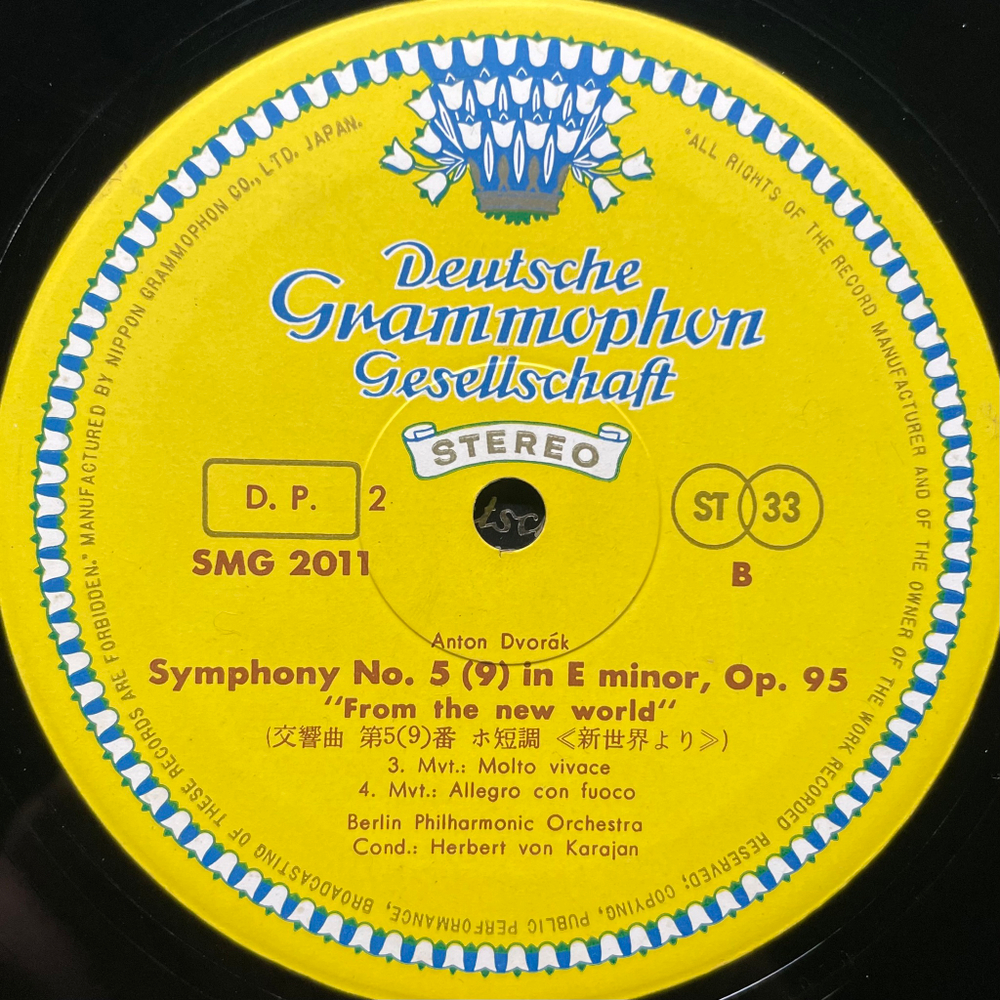 Deutsche
Grammophon
Gesellschaft
STEREO
D. P. 2
ST 33
SMG 2011
B
Anton Dvorák
Symphony No. 5 (9) in E minor, Op. 95
"From the new world"
(交響曲 第5(9)番 ホ短調 ≪新世界より≫)
3. Mvt.: Molto vivace
4. Mvt.: Allegro con fuoco
Berlin Philharmonic Orchestra
Cond.: Herbert von Karajan
"ALL RIGHTS OF THE RECORD MANUFACTURER AND OF THE OWNER OF THE WORK RECORDED RESERVED; COPYING, PUBLIC PERFORMANCE, BROADCASTING OF THESE RECORDS ARE FORBIDDEN." MANUFACTURED BY NIPPON GRAMMOPHON CO., LTD. JAPAN.